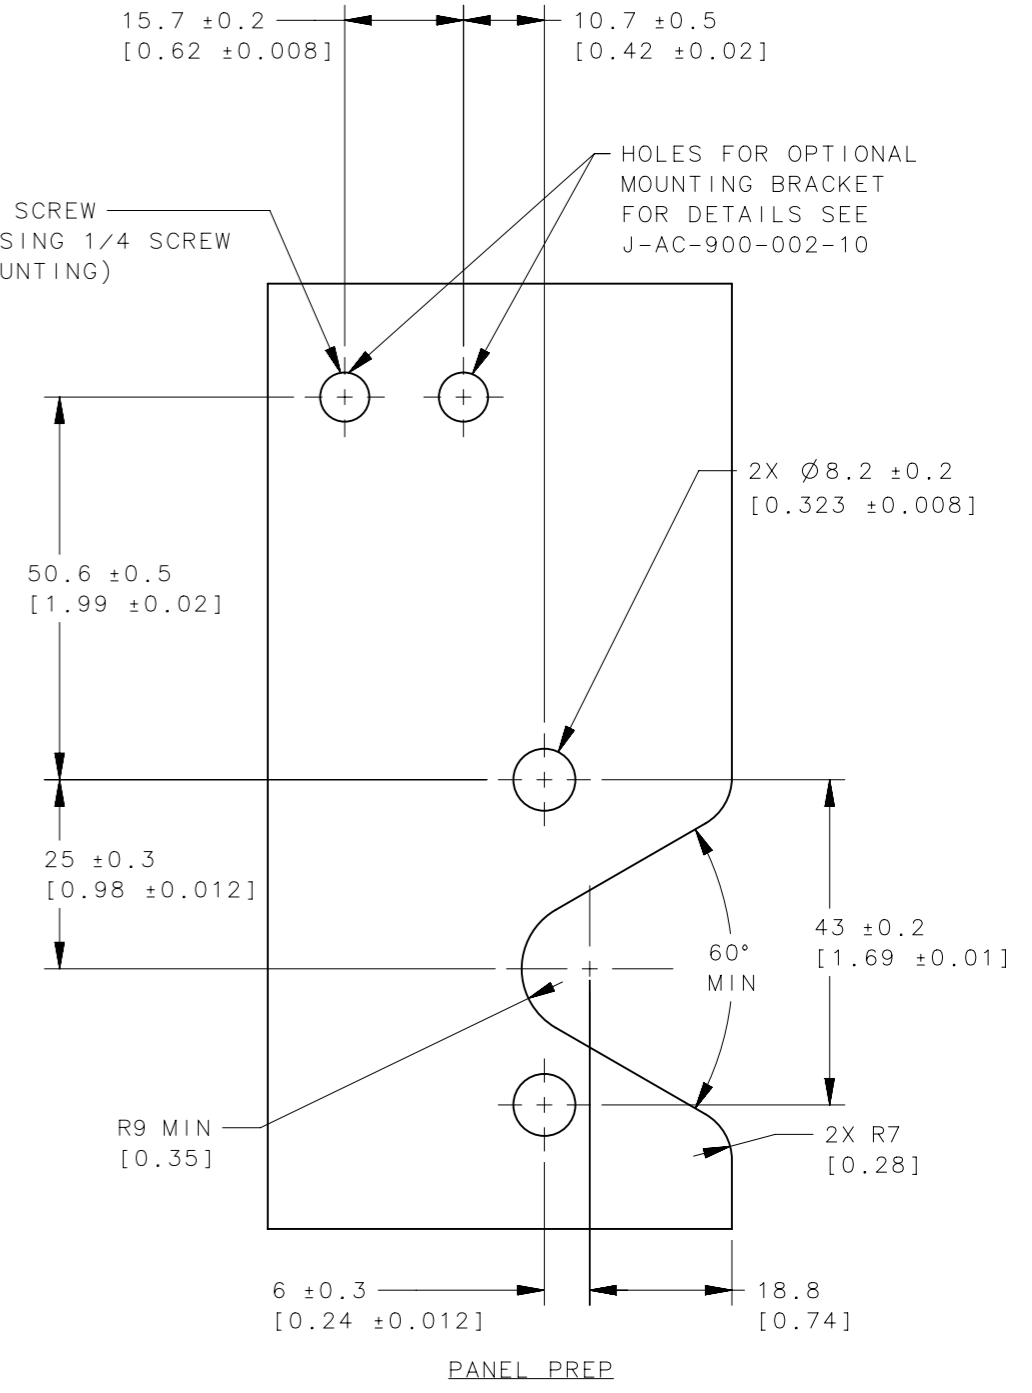 15.7 ±0.2
[0.62 ±0.008]
10.7 ±0.5
[0.42 ±0.02]
HOLES FOR OPTIONAL
MOUNTING BRACKET
FOR DETAILS SEE
J-AC-900-002-10
SCREW
SING 1/4 SCREW
UNTING)
2X Ø8.2 ±0.2
[0.323 ±0.008]
50.6 ±0.5
[1.99 ±0.02]
25 ±0.3
[0.98 ±0.012]
43 ±0.2
[1.69 ±0.01]
60°
MIN
R9 MIN
[0.35]
2X R7
[0.28]
6 ±0.3
[0.24 ±0.012]
18.8
[0.74]
PANEL PREP